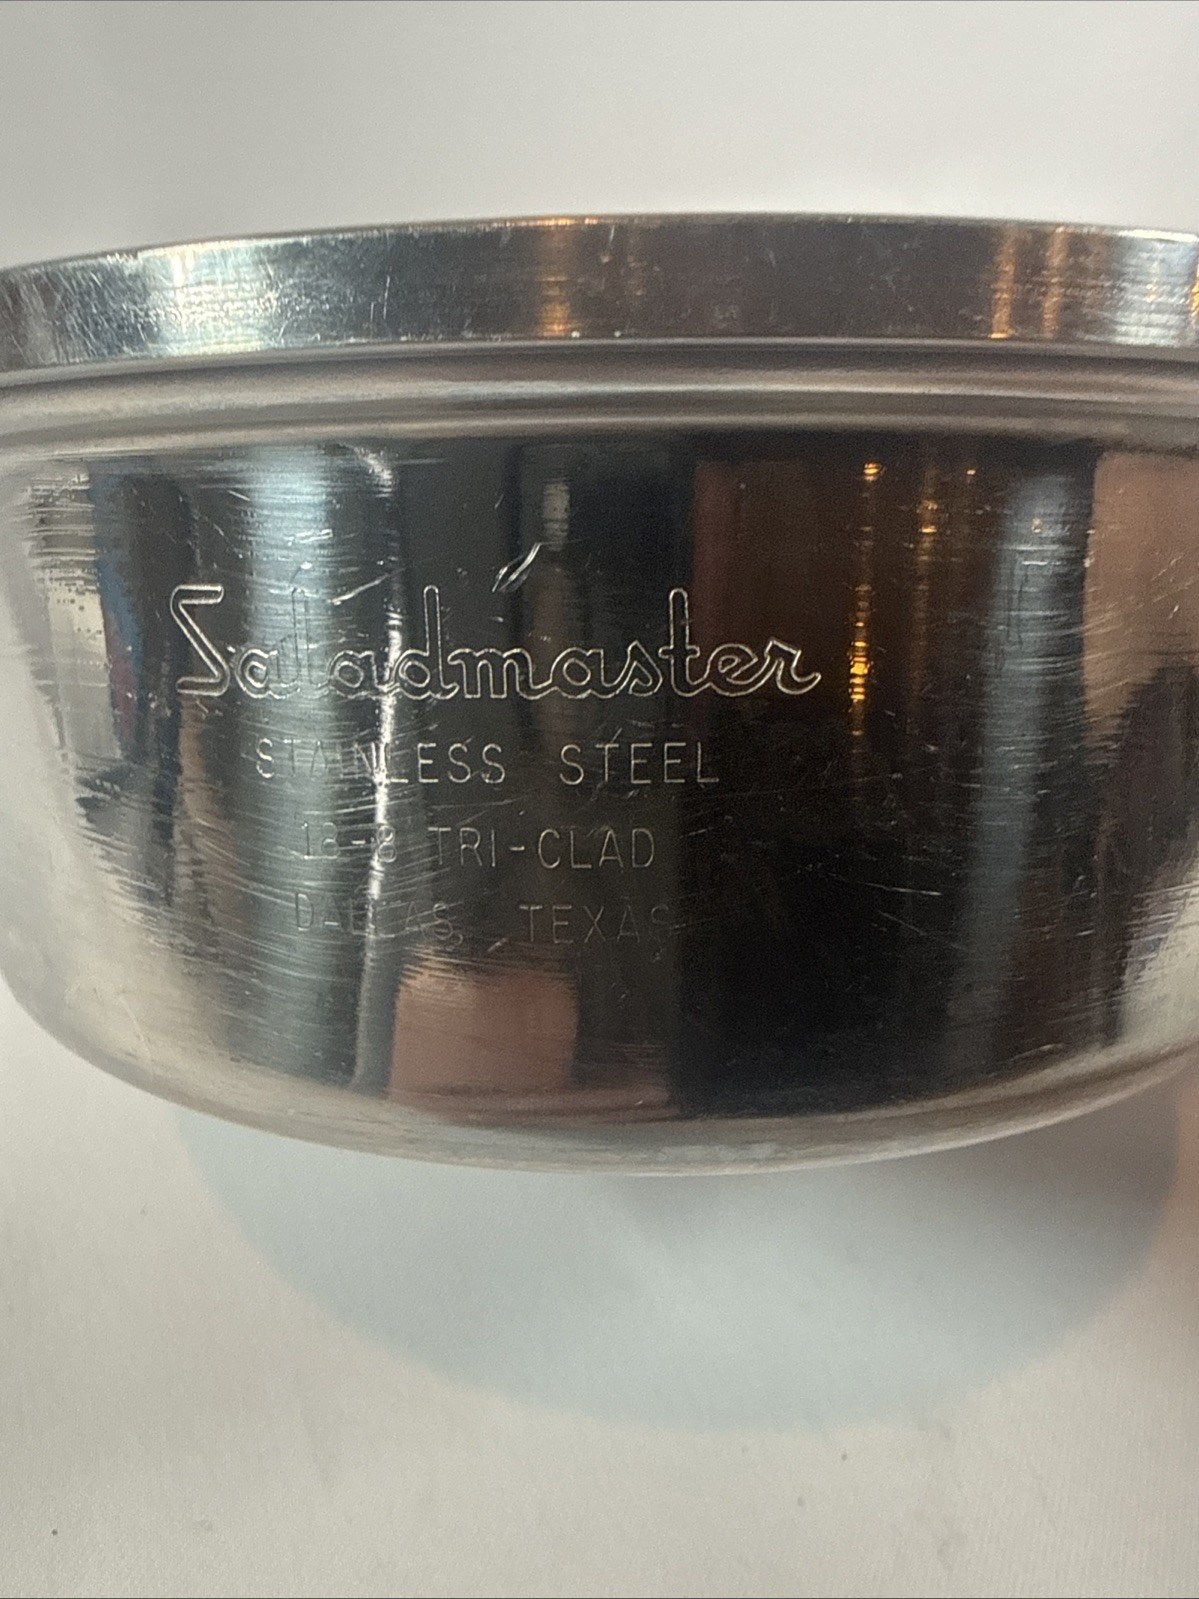 Saladmaster
STAINLESS STEEL
18-8 TRI-CLAD
DALLAS, TEXAS